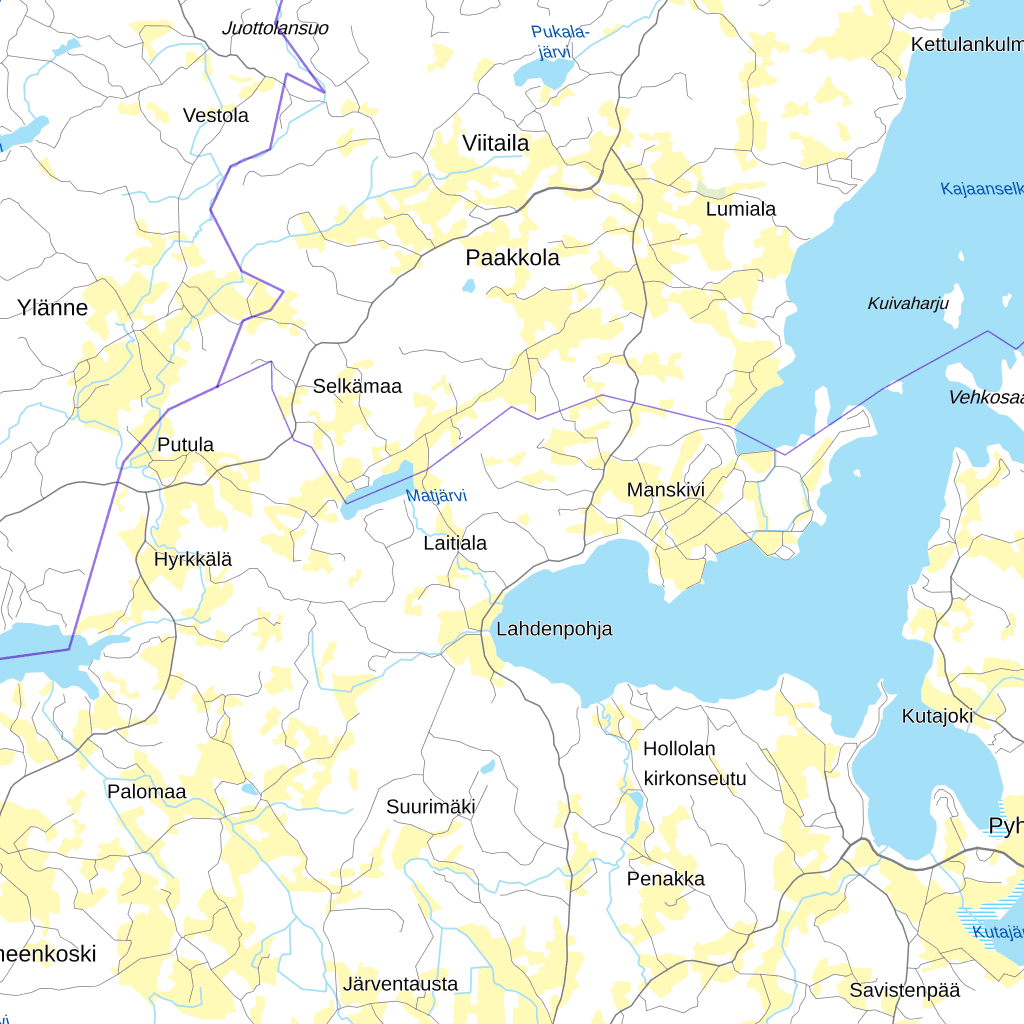 Juottolansuo
Pukala-
järvi
Kettulankulm
Vestola
Viitaila
Kajaanselk
Lumiala
Paakkola
Ylänne
Kuivaharju
Selkämaa
Vehkosaa
Putula
Matjärvi
Manskivi
Laitiala
Hyrkkälä
Lahdenpohja
Kutajoki
Hollolan
kirkonseutu
Palomaa
Suurimäki
Pyh
Penakka
Kutajär
neenkoski
Järventausta
Savistenpää